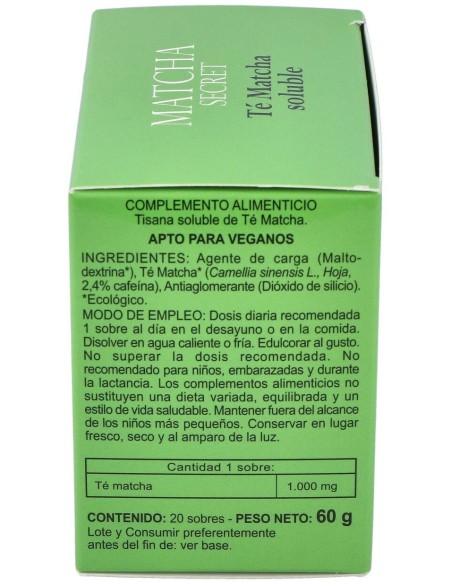 MATCHA
SECRET
Té Matcha
soluble
COMPLEMENTO ALIMENTICIO
Tisana soluble de Té Matcha.
APTO PARA VEGANOS
INGREDIENTES: Agente de carga (Malto-
dextrina*), Té Matcha* (Camellia sinensis L., Hoja,
2,4% cafeína), Antiaglomerante (Dióxido de silicio).
*Ecológico.
MODO DE EMPLEO: Dosis diaria recomendada
1 sobre al día en el desayuno o en la comida.
Disolver en agua caliente o fría. Edulcorar al gusto.
No superar la dosis recomendada. No
recomendado para niños, embarazadas y durante
la lactancia. Los complementos alimenticios no
sustituyen una dieta variada, equilibrada y un
estilo de vida saludable. Mantener fuera del alcance
de los niños más pequeños. Conservar en lugar
fresco, seco y al amparo de la luz.
Cantidad 1 sobre:
Té matcha 1.000 mg
CONTENIDO: 20 sobres - PESO NETO: 60 g
Lote y Consumir preferentemente
antes del fin de: ver base.